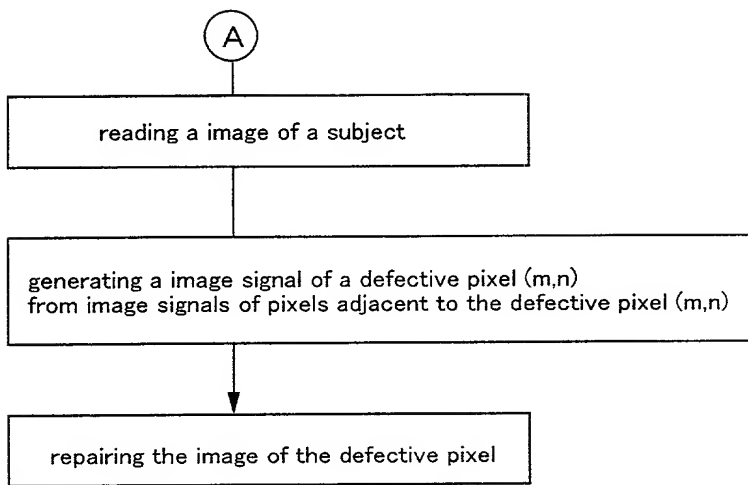 A
reading a image of a subject
generating a image signal of a defective pixel (m,n)
from image signals of pixels adjacent to the defective pixel (m,n)
repairing the image of the defective pixel